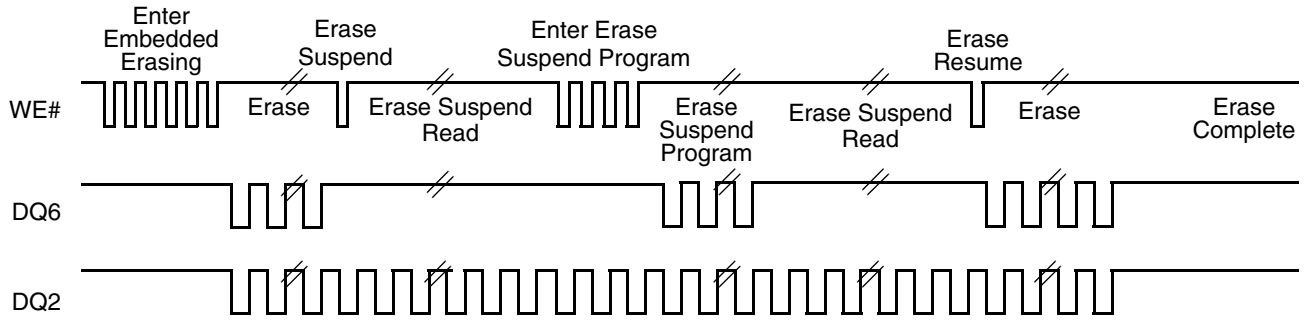 Enter
Embedded
Erasing
Erase
Suspend
Enter Erase
Suspend Program
Erase
Resume
WE#
Erase
Erase Suspend
Read
Erase
Suspend
Program
Erase Suspend
Read
Erase
Erase
Complete
DQ6
DQ2